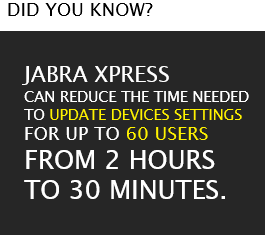 DID YOU KNOW?
JABRA XPRESS
CAN REDUCE THE TIME NEEDED
TO UPDATE DEVICES SETTINGS
FOR UP TO 60 USERS
FROM 2 HOURS
TO 30 MINUTES.